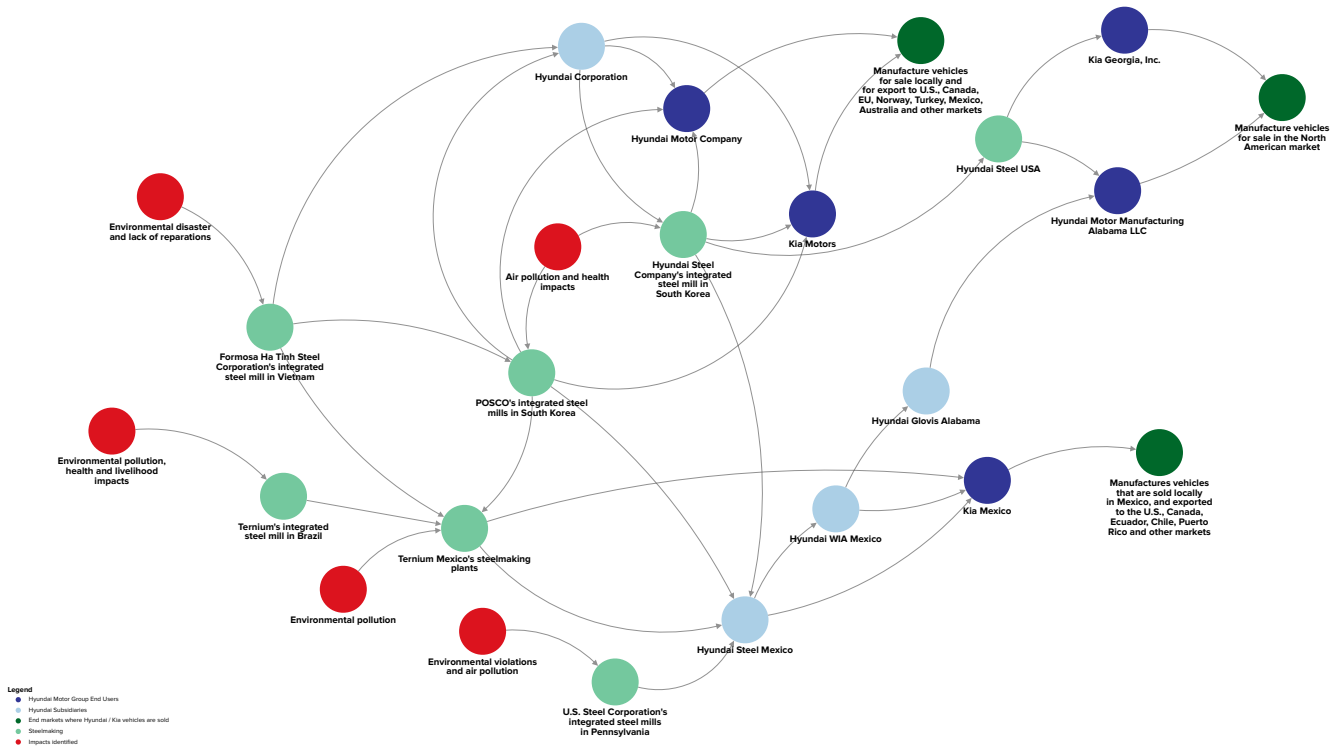 Hyundai Corporation
Manufacture vehicles
for sale locally and
for export to U.S., Canada,
EU, Norway, Turkey, Mexico,
Australia and other markets
Kia Georgia, Inc.
Manufacture vehicles
for sale in the North
American market
Hyundai Motor Company
Hyundai Steel USA
Environmental disaster
and lack of reparations
Hyundai Motor Manufacturing
Alabama LLC
Kia Motors
Air pollution and health
impacts
Hyundai Steel
Company's integrated
steel mill in
South Korea
Formosa Ha Tinh Steel
Corporation's integrated
steel mill in Vietnam
POSCO's integrated steel
mills in South Korea
Hyundai Glovis Alabama
Environmental pollution,
health and livelihood
impacts
Manufactures vehicles
that are sold locally
in Mexico, and exported
to the U.S., Canada,
Ecuador, Chile, Puerto
Rico and other markets
Kia Mexico
Ternium's integrated
steel mill in Brazil
Hyundai WIA Mexico
Ternium Mexico's steelmaking
plants
Environmental pollution
Hyundai Steel Mexico
Environmental violations
and air pollution
U.S. Steel Corporation's
integrated steel mills
in Pennsylvania
Legend
Hyundai Motor Group End Users
Hyundai Subsidiaries
End markets where Hyundai / Kia vehicles are sold
Steelmaking
Impacts identified